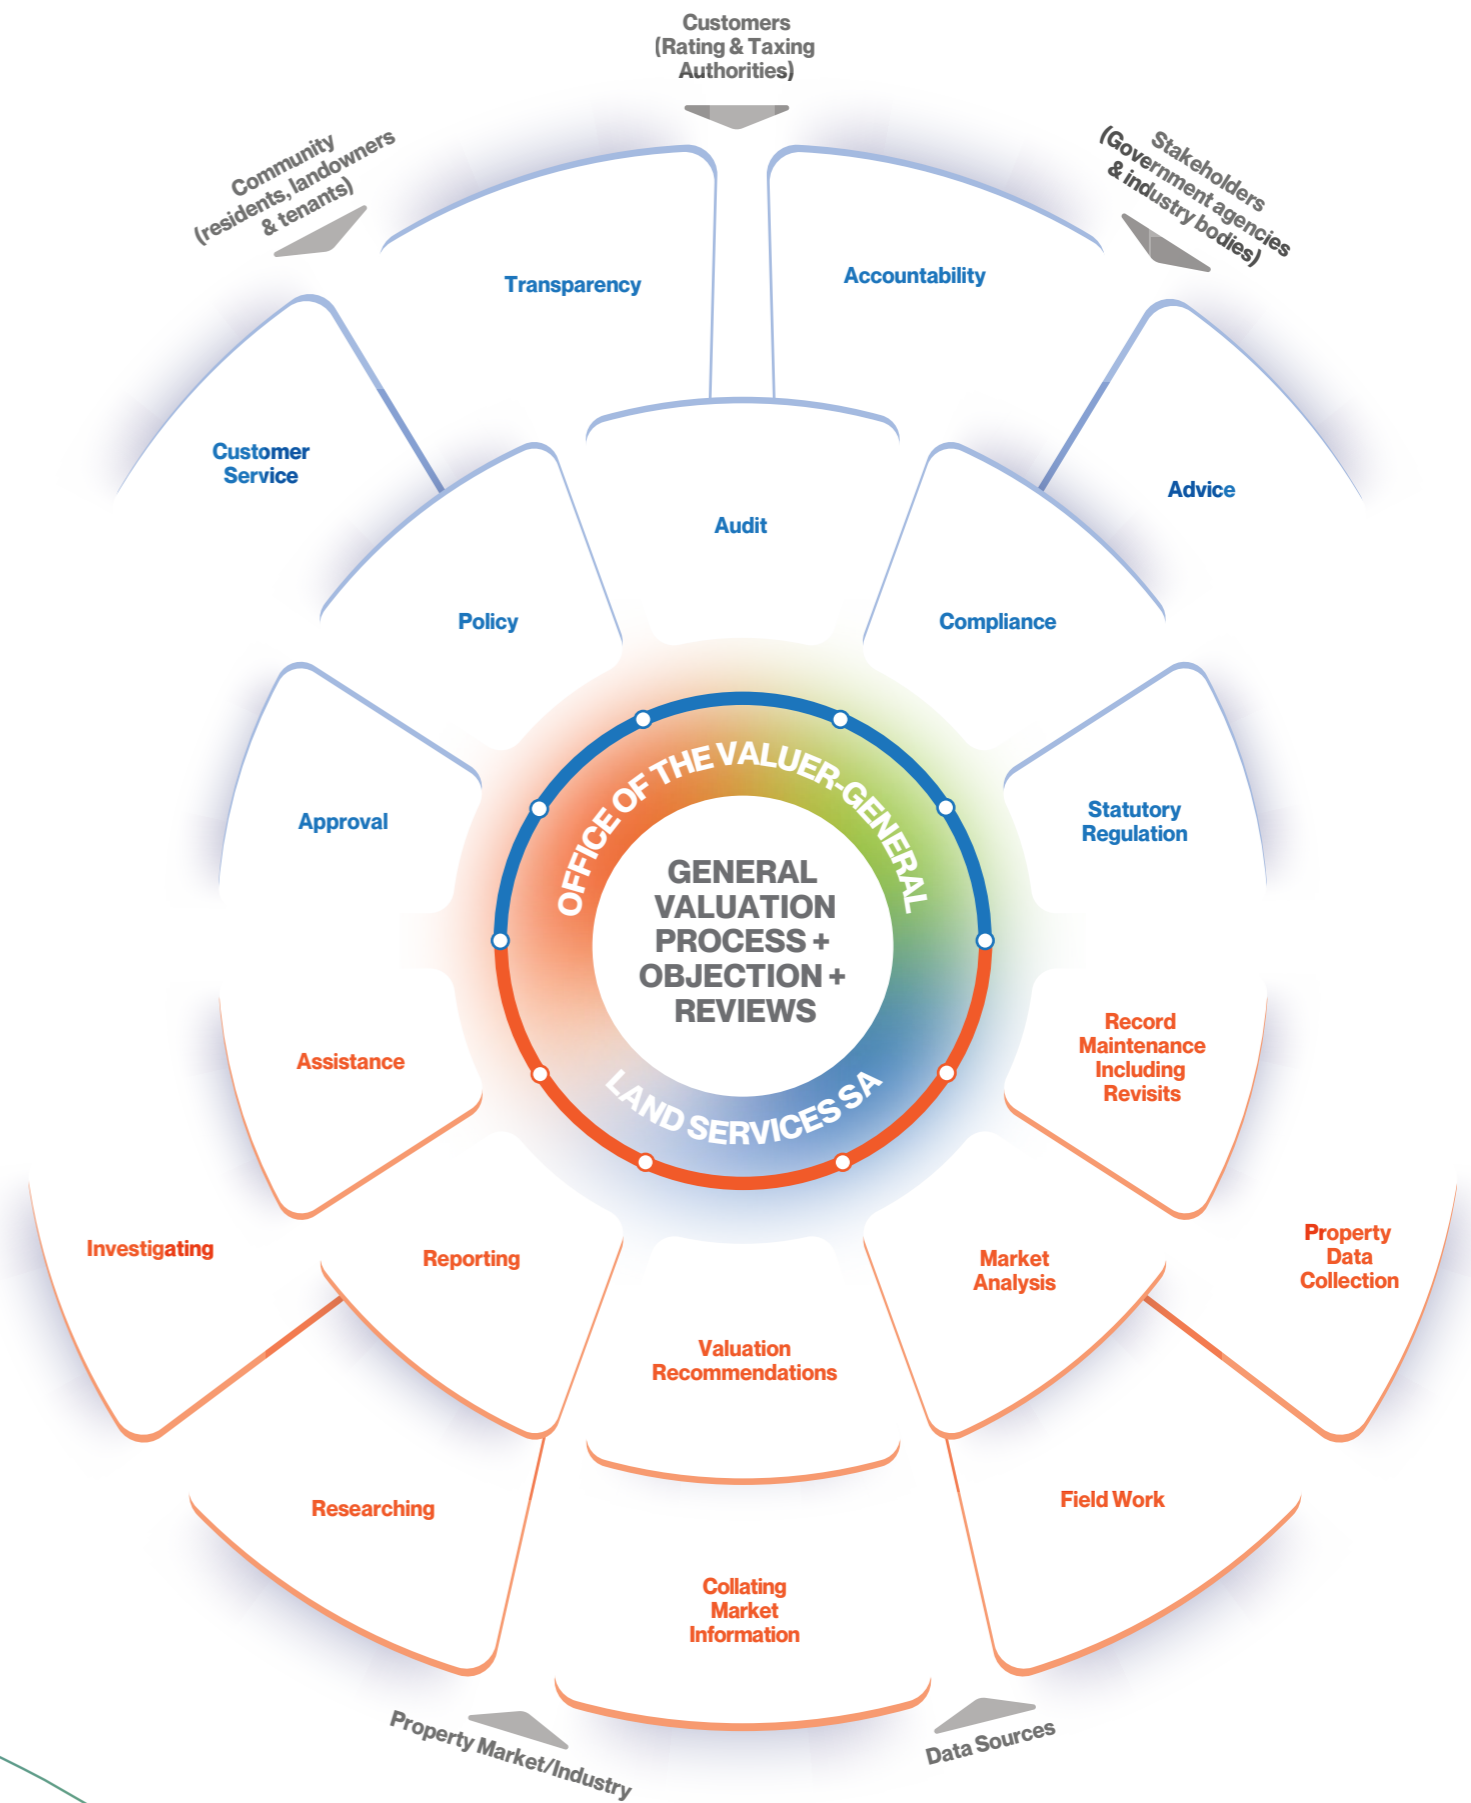 Customers
(Rating & Taxing
Authorities)
Community
(residents, landowners
& tenants)
Stakeholders
(Government agencies
& industry bodies)
Transparency
Accountability
Customer
Service
Advice
Audit
Policy
Compliance
Approval
Statutory
Regulation
OFFICE OF THE VALUER-GENERAL
GENERAL
VALUATION
PROCESS +
OBJECTION +
REVIEWS
LAND SERVICES SA
Assistance
Record
Maintenance
Including
Revisits
Investigating
Reporting
Market
Analysis
Property
Data
Collection
Valuation
Recommendations
Researching
Field Work
Collating
Market
Information
Property Market/Industry
Data Sources